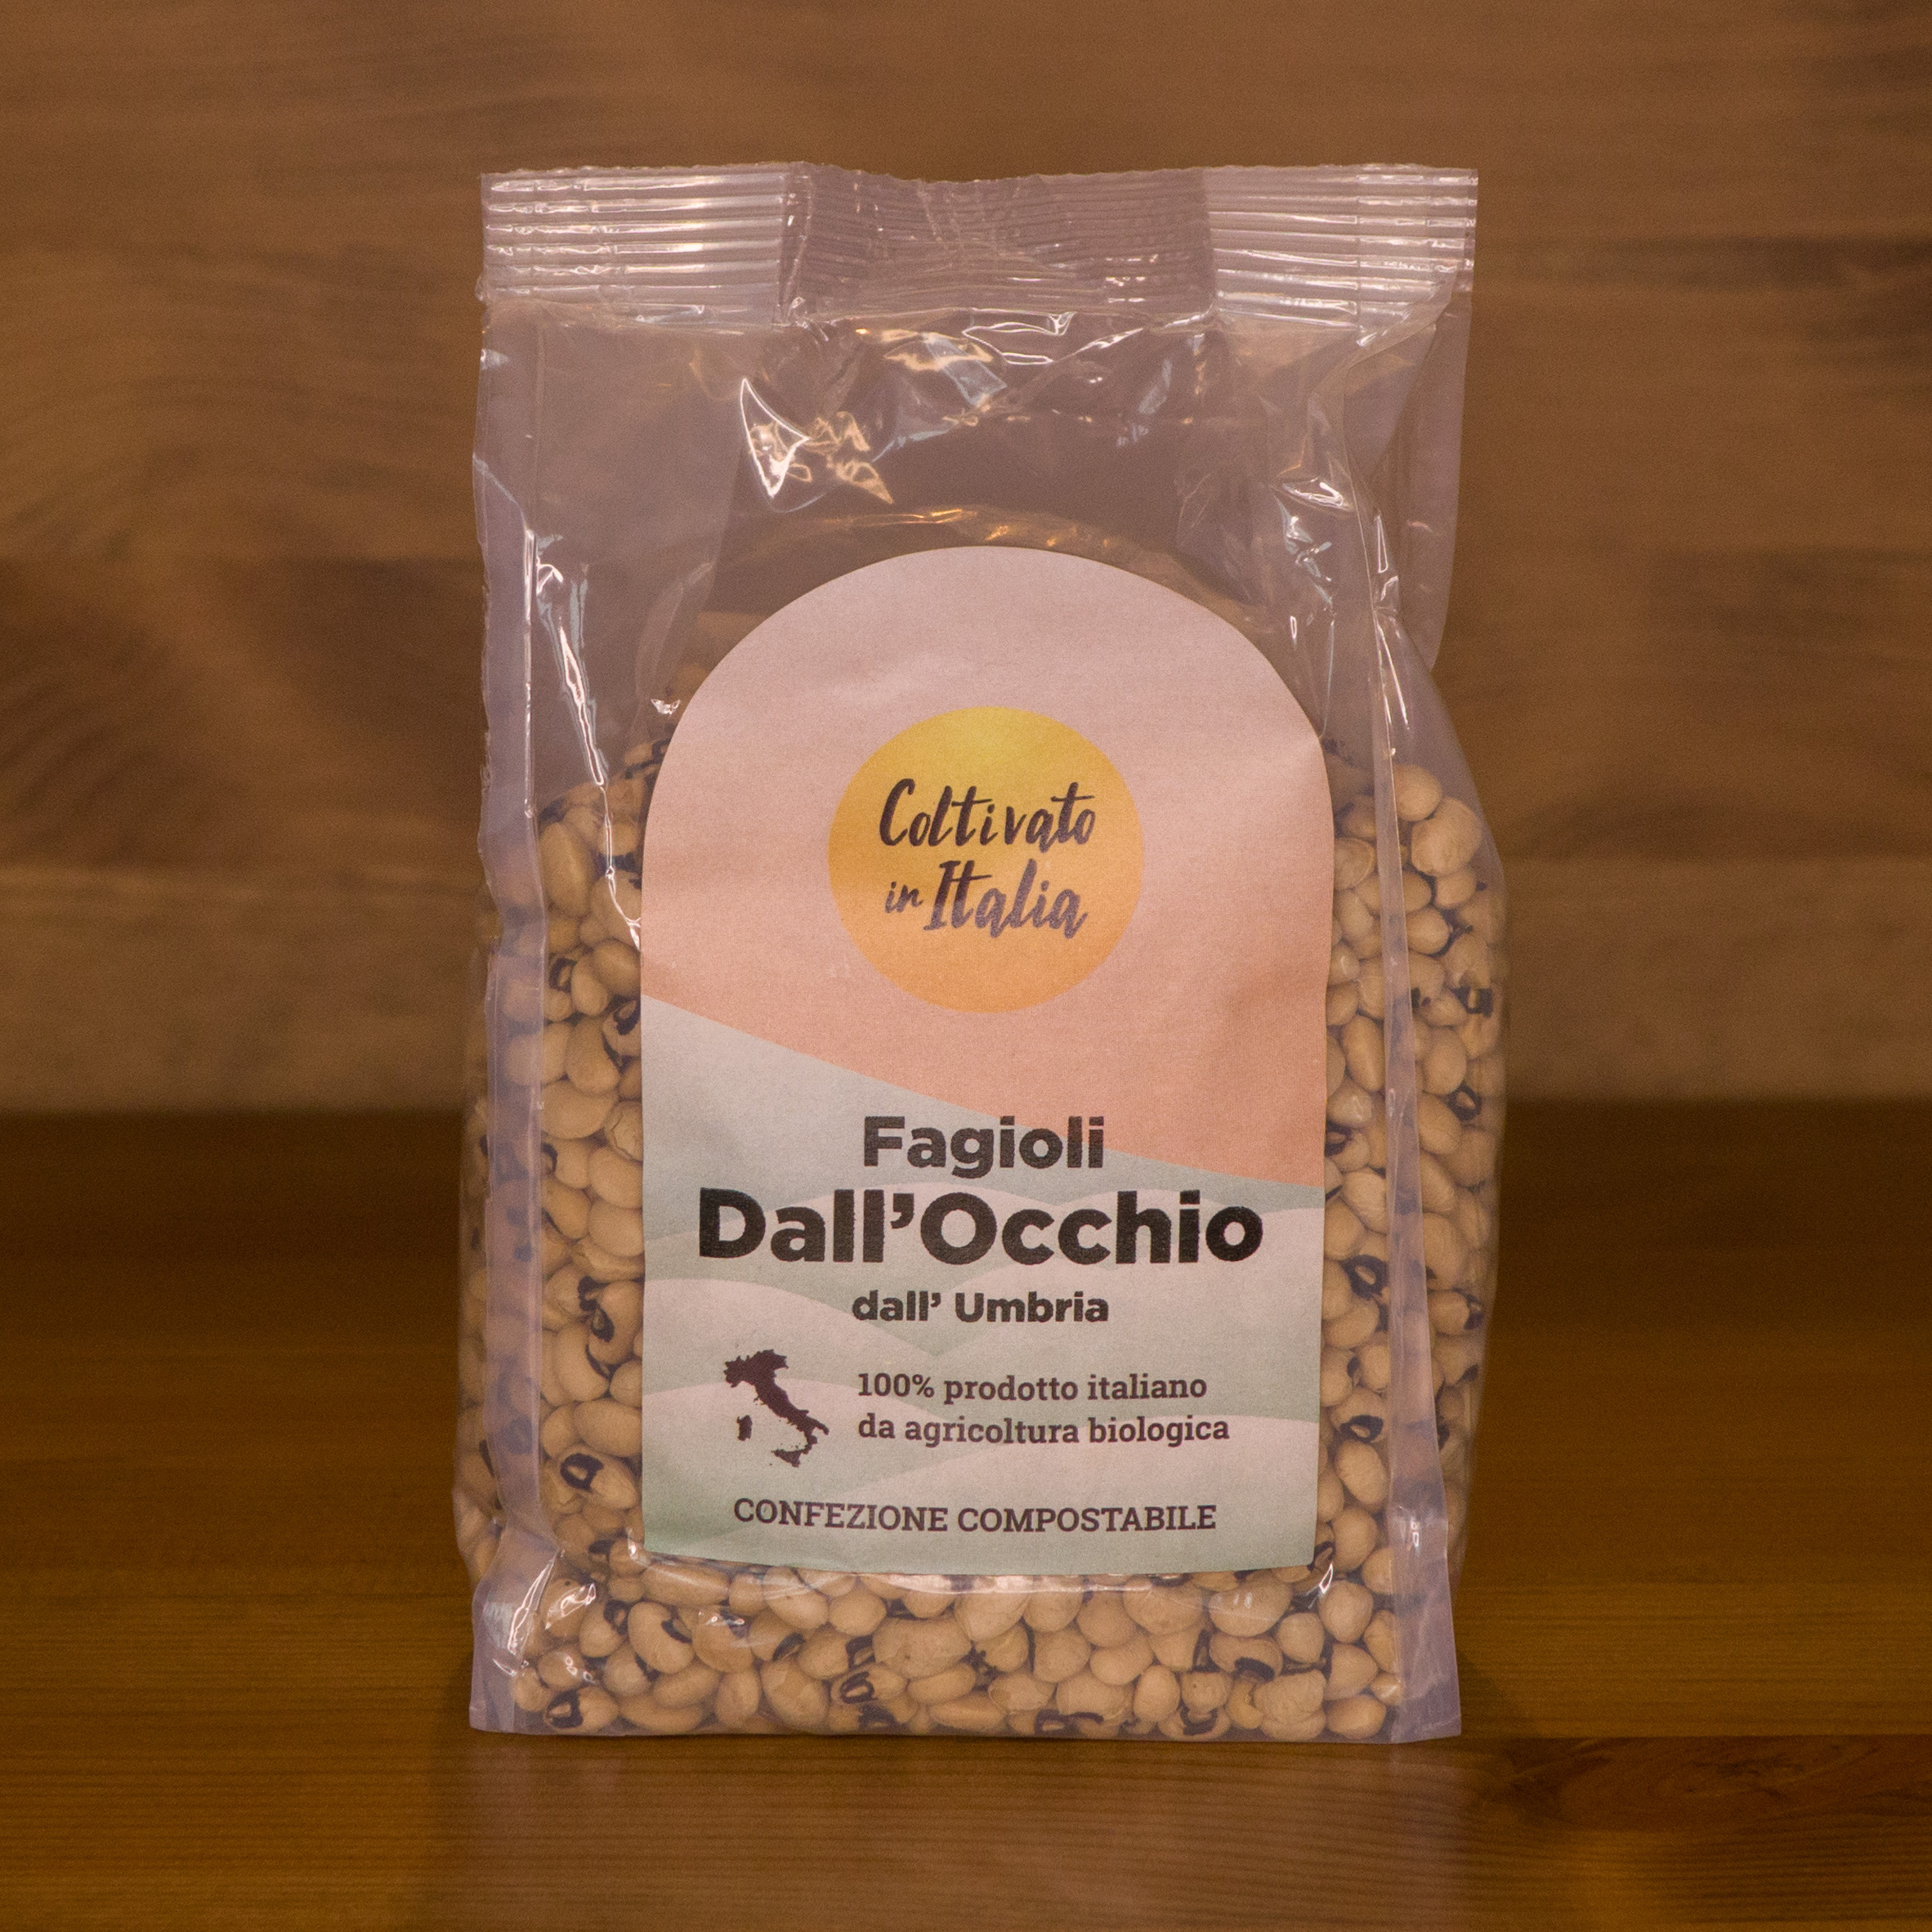 Coltivato
in Italia
Fagioli
Dall'Occhio
dall' Umbria
100% prodotto italiano
da agricoltura biologica
CONFEZIONE COMPOSTABILE